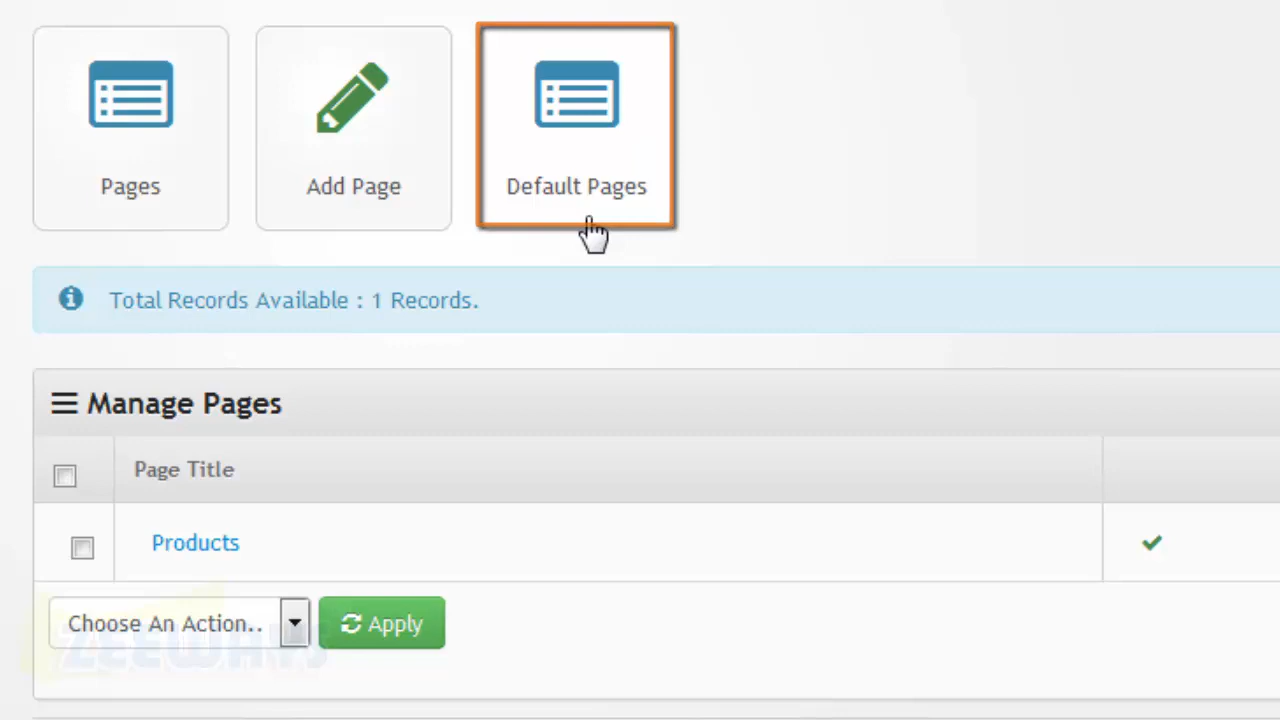 Pages
Add Page
Default Pages
Total Records Available : 1 Records.
Manage Pages
Page Title
Products
Choose An Action..
Apply
ZEEWAYS